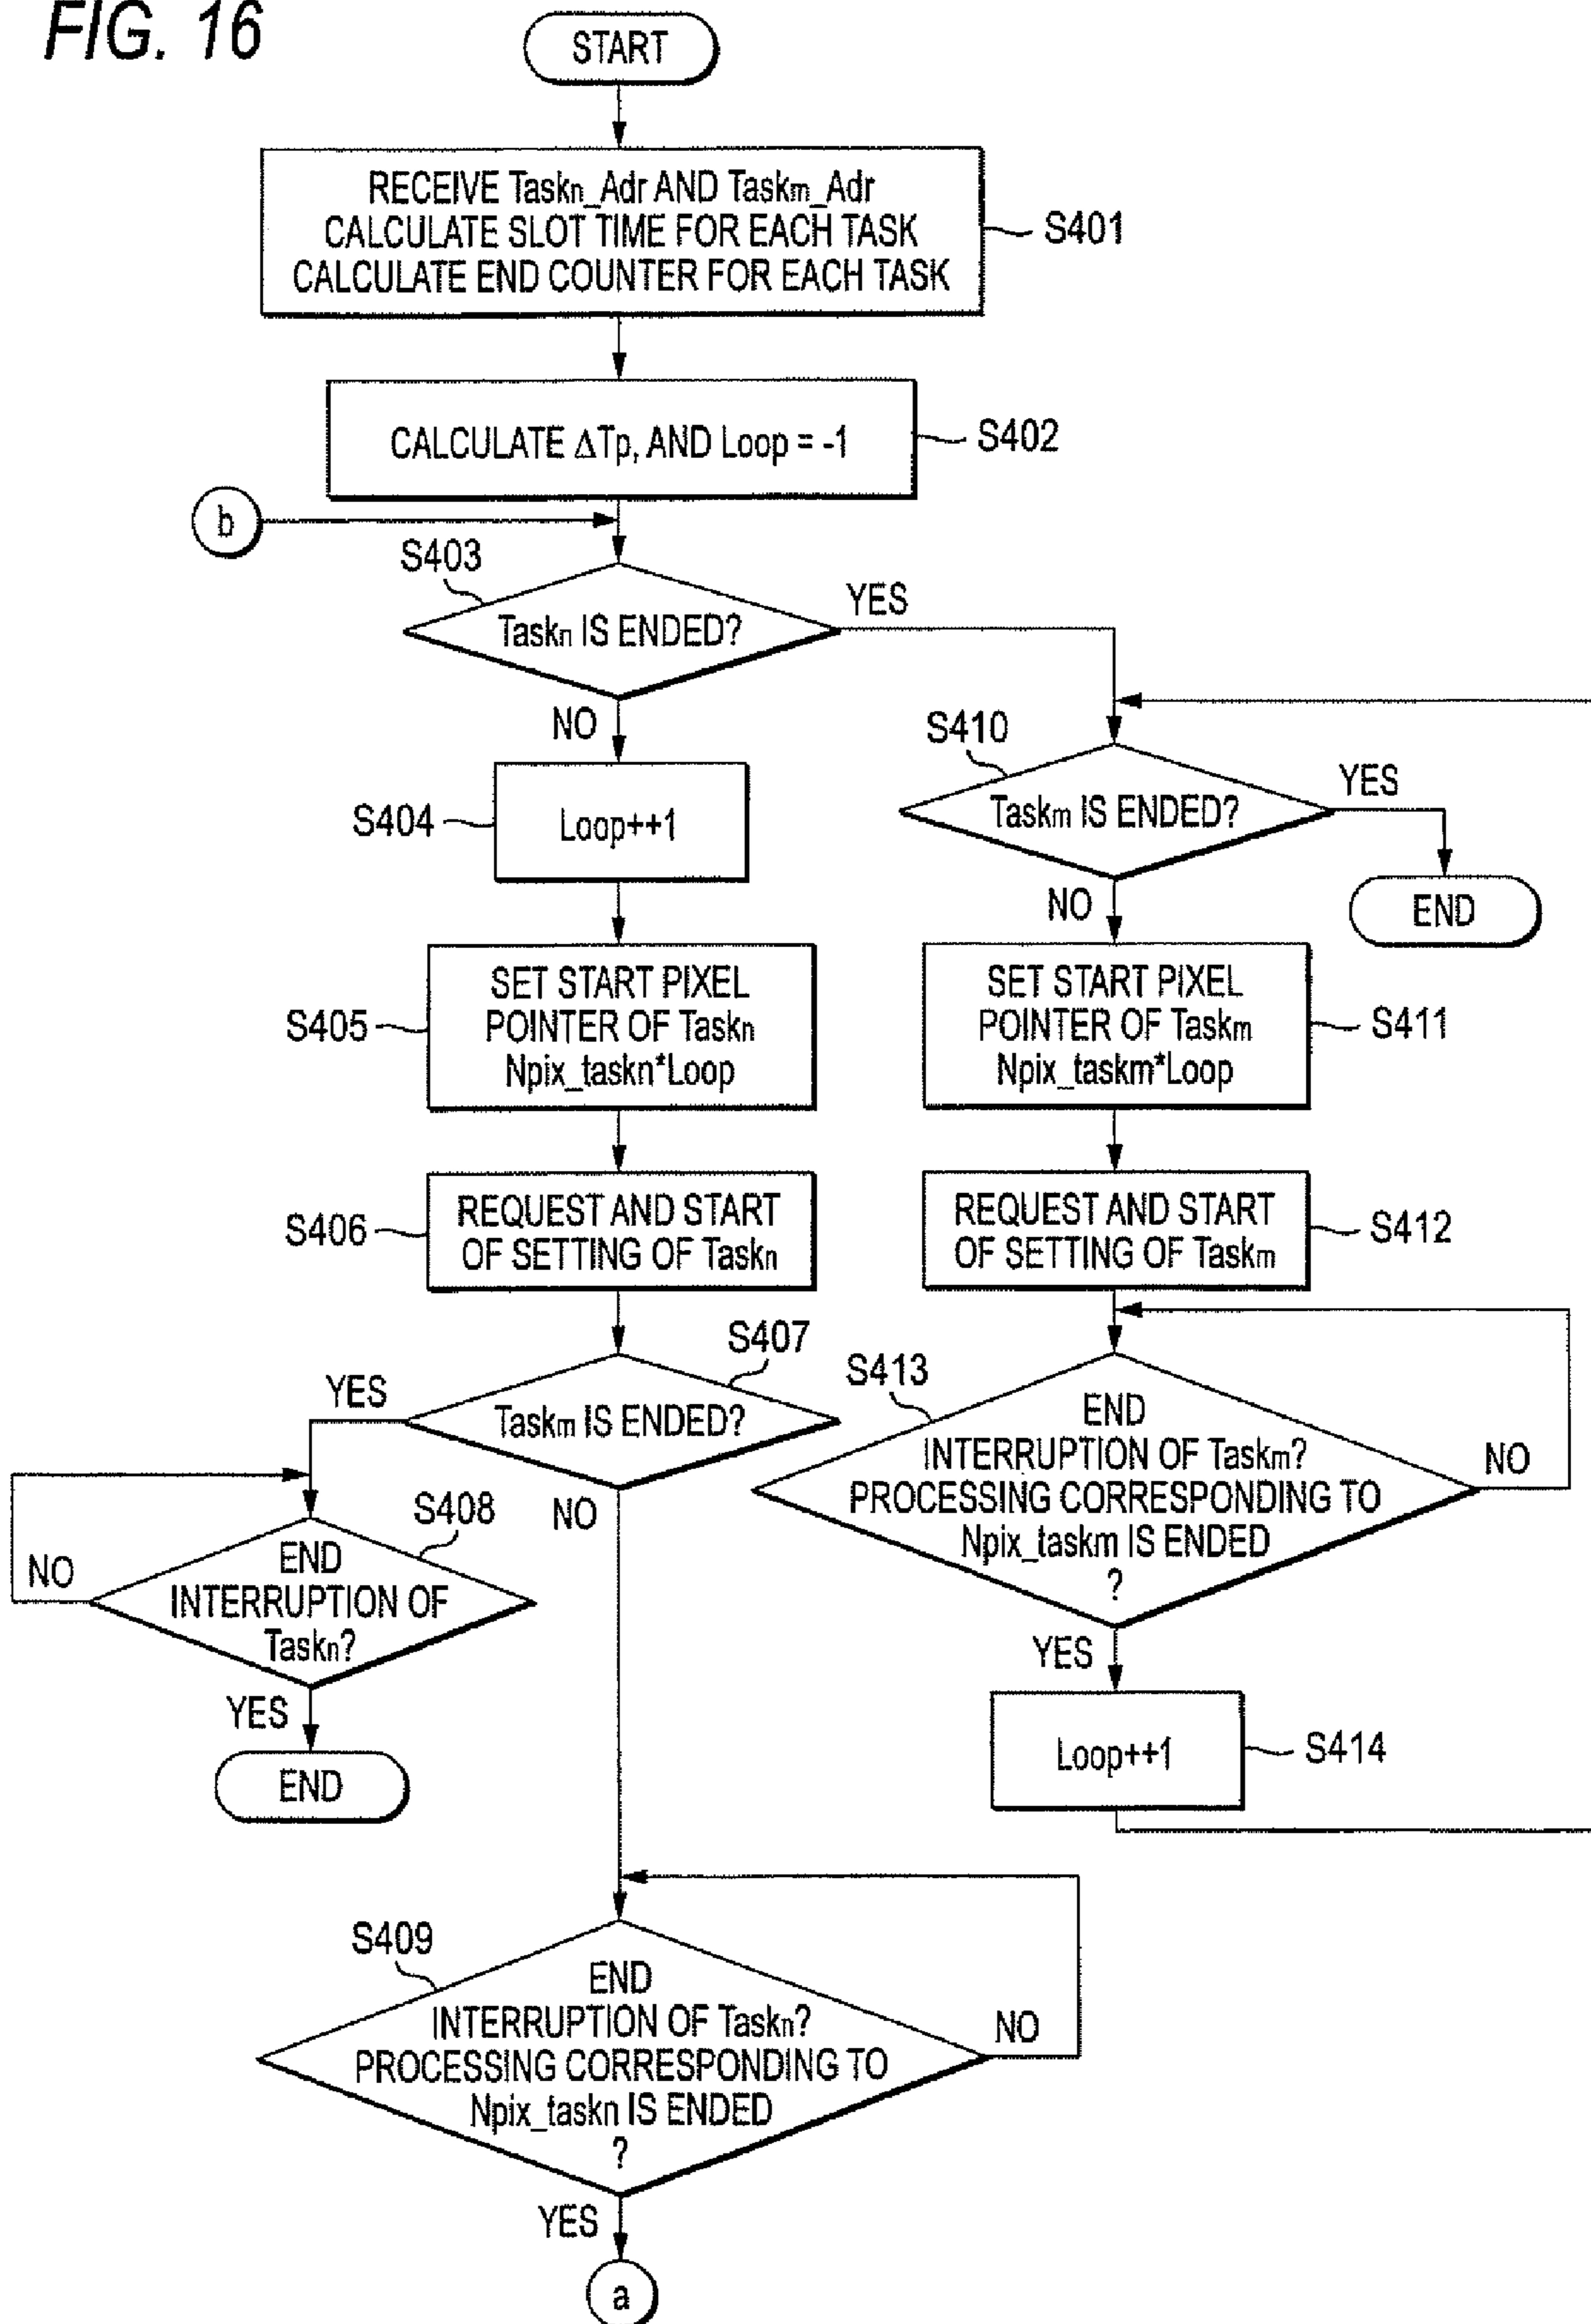 FIG. 16
START
RECEIVE Taskn_Adr AND Taskm_Adr
CALCULATE SLOT TIME FOR EACH TASK
CALCULATE END COUNTER FOR EACH TASK
S401
CALCULATE ΔTp, AND Loop = -1
S402
b
S403
Taskn IS ENDED?
YES
NO
S404
Loop++1
S405
SET START PIXEL
POINTER OF Taskn
Npix_taskn*Loop
S406
REQUEST AND START
OF SETTING OF Taskn
S407
Taskm IS ENDED?
YES
NO
S408
END
INTERRUPTION OF
Taskn?
NO
YES
END
S409
END
INTERRUPTION OF Taskn?
PROCESSING CORRESPONDING TO
Npix_taskn IS ENDED
?
NO
YES
a
S410
Taskm IS ENDED?
YES
END
NO
SET START PIXEL
POINTER OF Taskm
Npix_taskm*Loop
S411
REQUEST AND START
OF SETTING OF Taskm
S412
S413
END
INTERRUPTION OF Taskm?
PROCESSING CORRESPONDING TO
Npix_taskm IS ENDED
?
NO
YES
Loop++1
S414